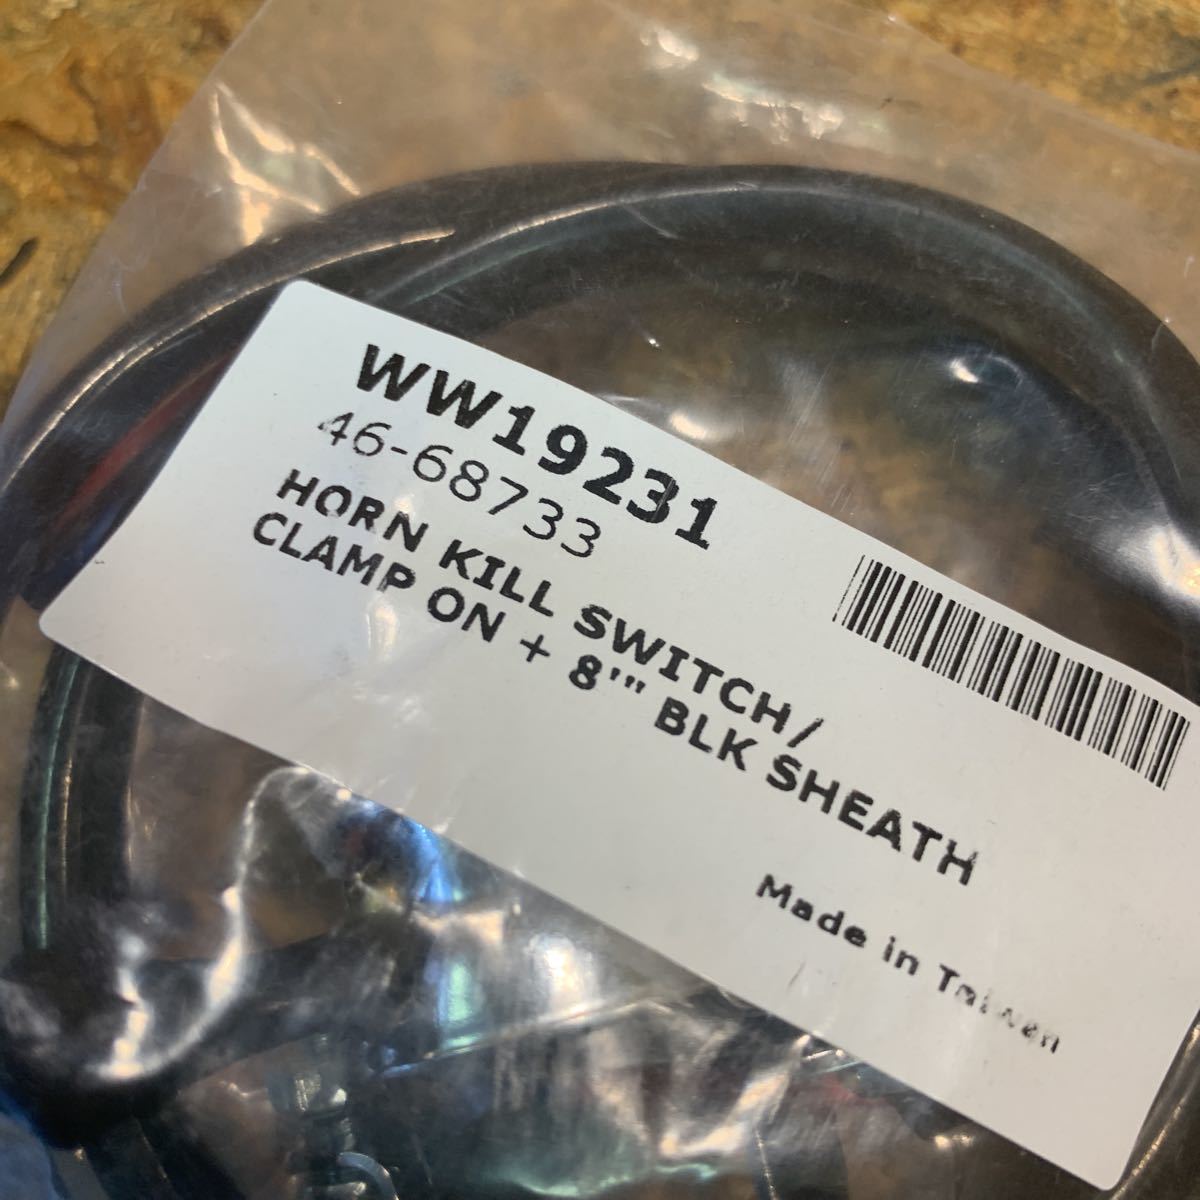 WW19231
46-68733
HORN KILL SWITCH/
CLAMP ON + 8''' BLK SHEATH
Made in Taiwan